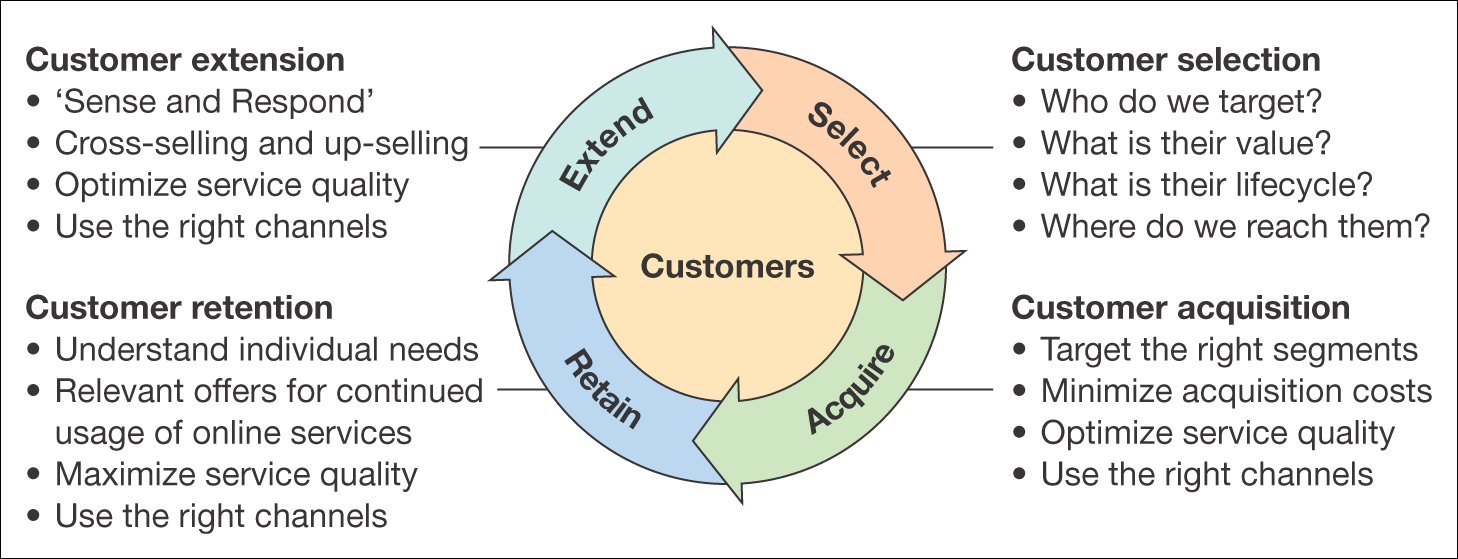 Customer extension
• ‘Sense and Respond’
• Cross-selling and up-selling
• Optimize service quality
• Use the right channels
Customer retention
• Understand individual needs
• Relevant offers for continued
usage of online services
• Maximize service quality
• Use the right channels
Extend
Select
Customers
Retain
Acquire
Customer selection
• Who do we target?
• What is their value?
• What is their lifecycle?
• Where do we reach them?
Customer acquisition
• Target the right segments
• Minimize acquisition costs
• Optimize service quality
• Use the right channels